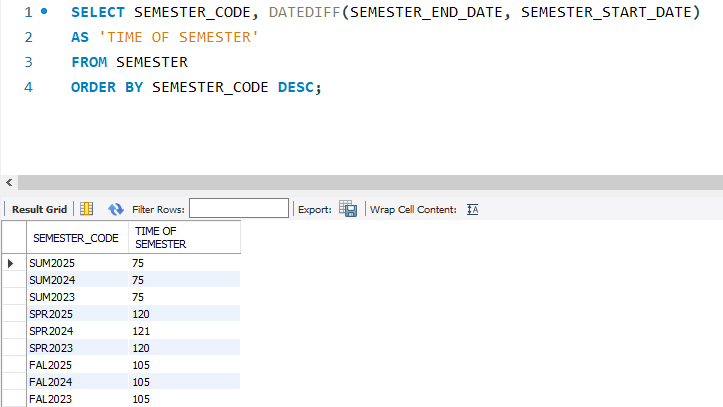 1 SELECT SEMESTER_CODE, DATEDIFF(SEMESTER_END_DATE, SEMESTER_START_DATE)
2 AS 'TIME OF SEMESTER'
3 FROM SEMESTER
4 ORDER BY SEMESTER_CODE DESC;
Result Grid Filter Rows: Export: Wrap Cell Content:
SEMESTER_CODE TIME OF SEMESTER
SUM2025 75
SUM2024 75
SUM2023 75
SPR2025 120
SPR2024 121
SPR2023 120
FAL2025 105
FAL2024 105
FAL2023 105